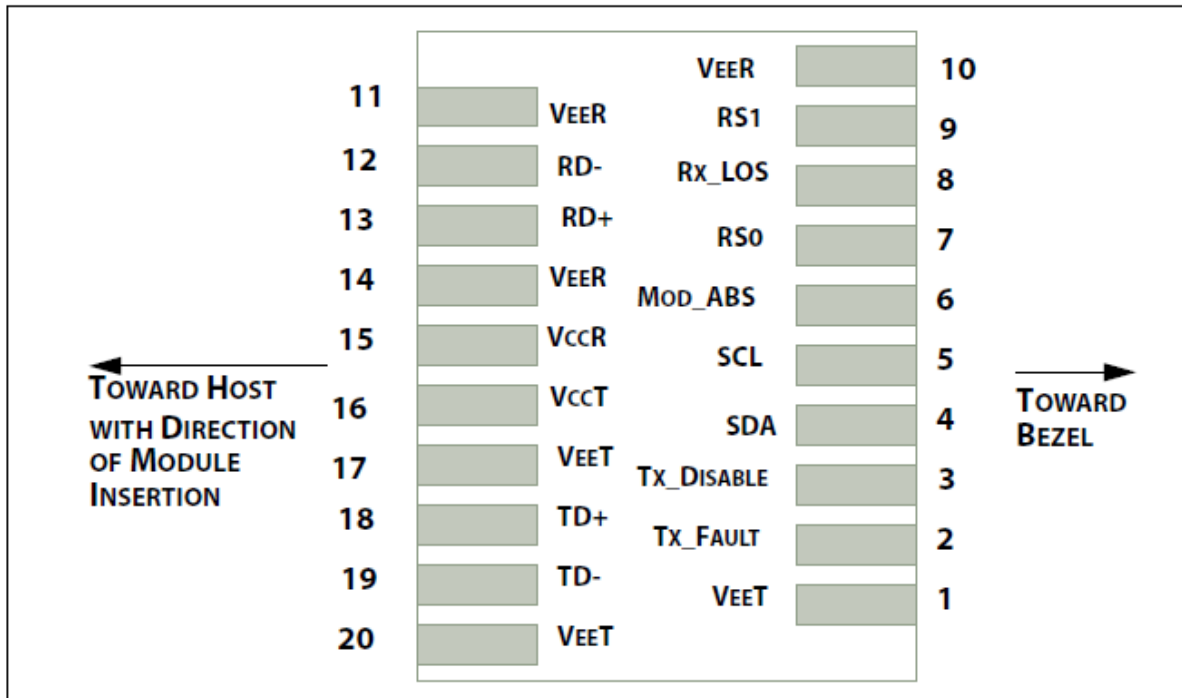 11 VEER
12 RD-
13 RD+
14 VEER
15 VCCR
16 VCCT
17 VEET
18 TD+
19 TD-
20 VEET
VEER 10
RS1 9
RX_LOS 8
RS0 7
MOD_ABS 6
SCL 5
SDA 4
TX_DISABLE 3
TX_FAULT 2
VEET 1
TOWARD HOST
WITH DIRECTION
OF MODULE
INSERTION
TOWARD
BEZEL